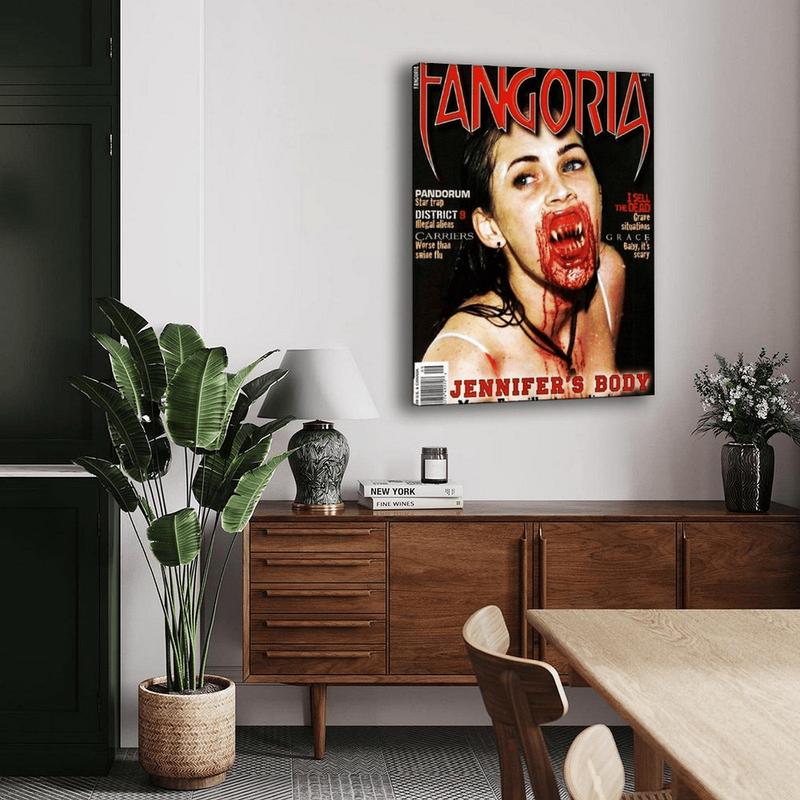 FANGORIA
PANDORUM
Star trap
DISTRICT 9
Illegal aliens
CARRIERS
Worse than
swine flu
I SELL
THE DEAD
Grave
situations
GRACE
Baby, it's
scary
JENNIFER'S BODY
NEW YORK
FINE WINES